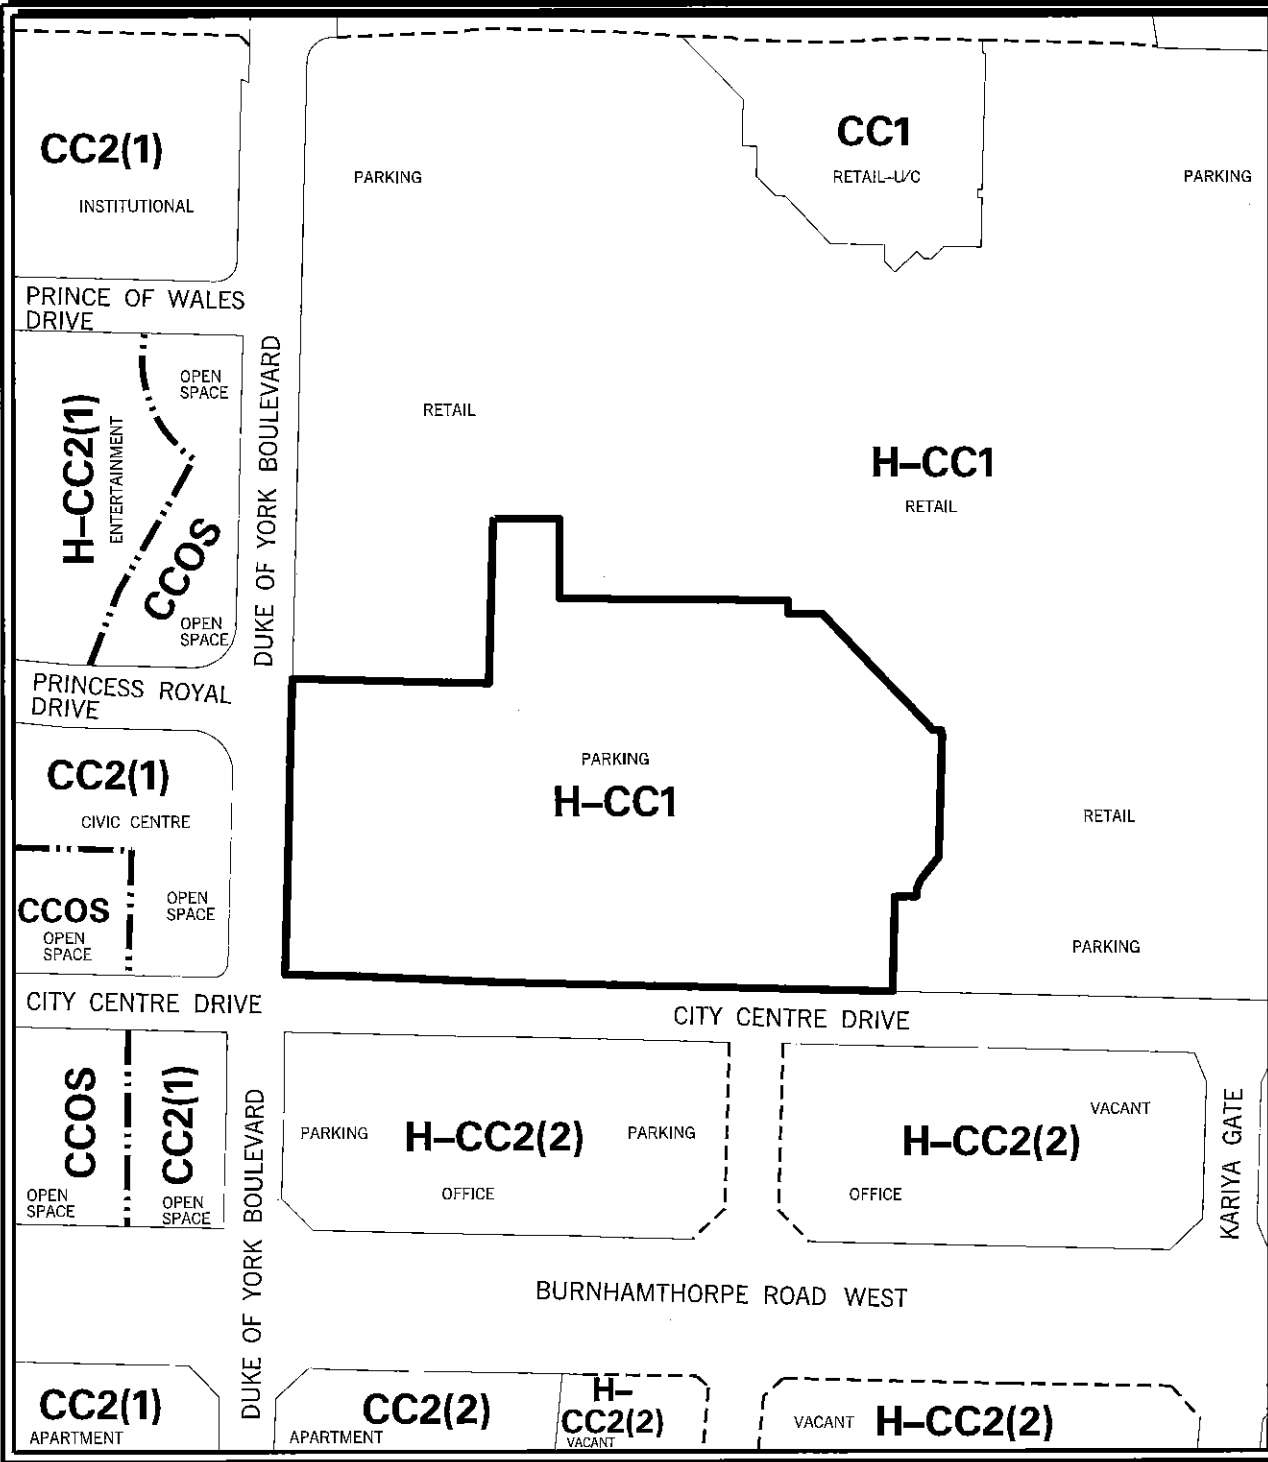 CC2(1)
INSTITUTIONAL
PARKING
CC1
RETAIL-U/C
PARKING
PRINCE OF WALES
DRIVE
H-CC2(1)
ENTERTAINMENT
OPEN
SPACE
CCOS
OPEN
SPACE
DUKE OF YORK BOULEVARD
RETAIL
H-CC1
RETAIL
PRINCESS ROYAL
DRIVE
CC2(1)
CIVIC CENTRE
CCOS
OPEN
SPACE
OPEN
SPACE
PARKING
H-CC1
RETAIL
PARKING
CITY CENTRE DRIVE
CITY CENTRE DRIVE
CCOS
OPEN
SPACE
CC2(1)
OPEN
SPACE
DUKE OF YORK BOULEVARD
PARKING
H-CC2(2)
PARKING
OFFICE
VACANT
H-CC2(2)
OFFICE
KARIYA GATE
BURNHAMTHORPE ROAD WEST
CC2(1)
APARTMENT
CC2(2)
APARTMENT
H-
CC2(2)
VACANT
VACANT
H-CC2(2)